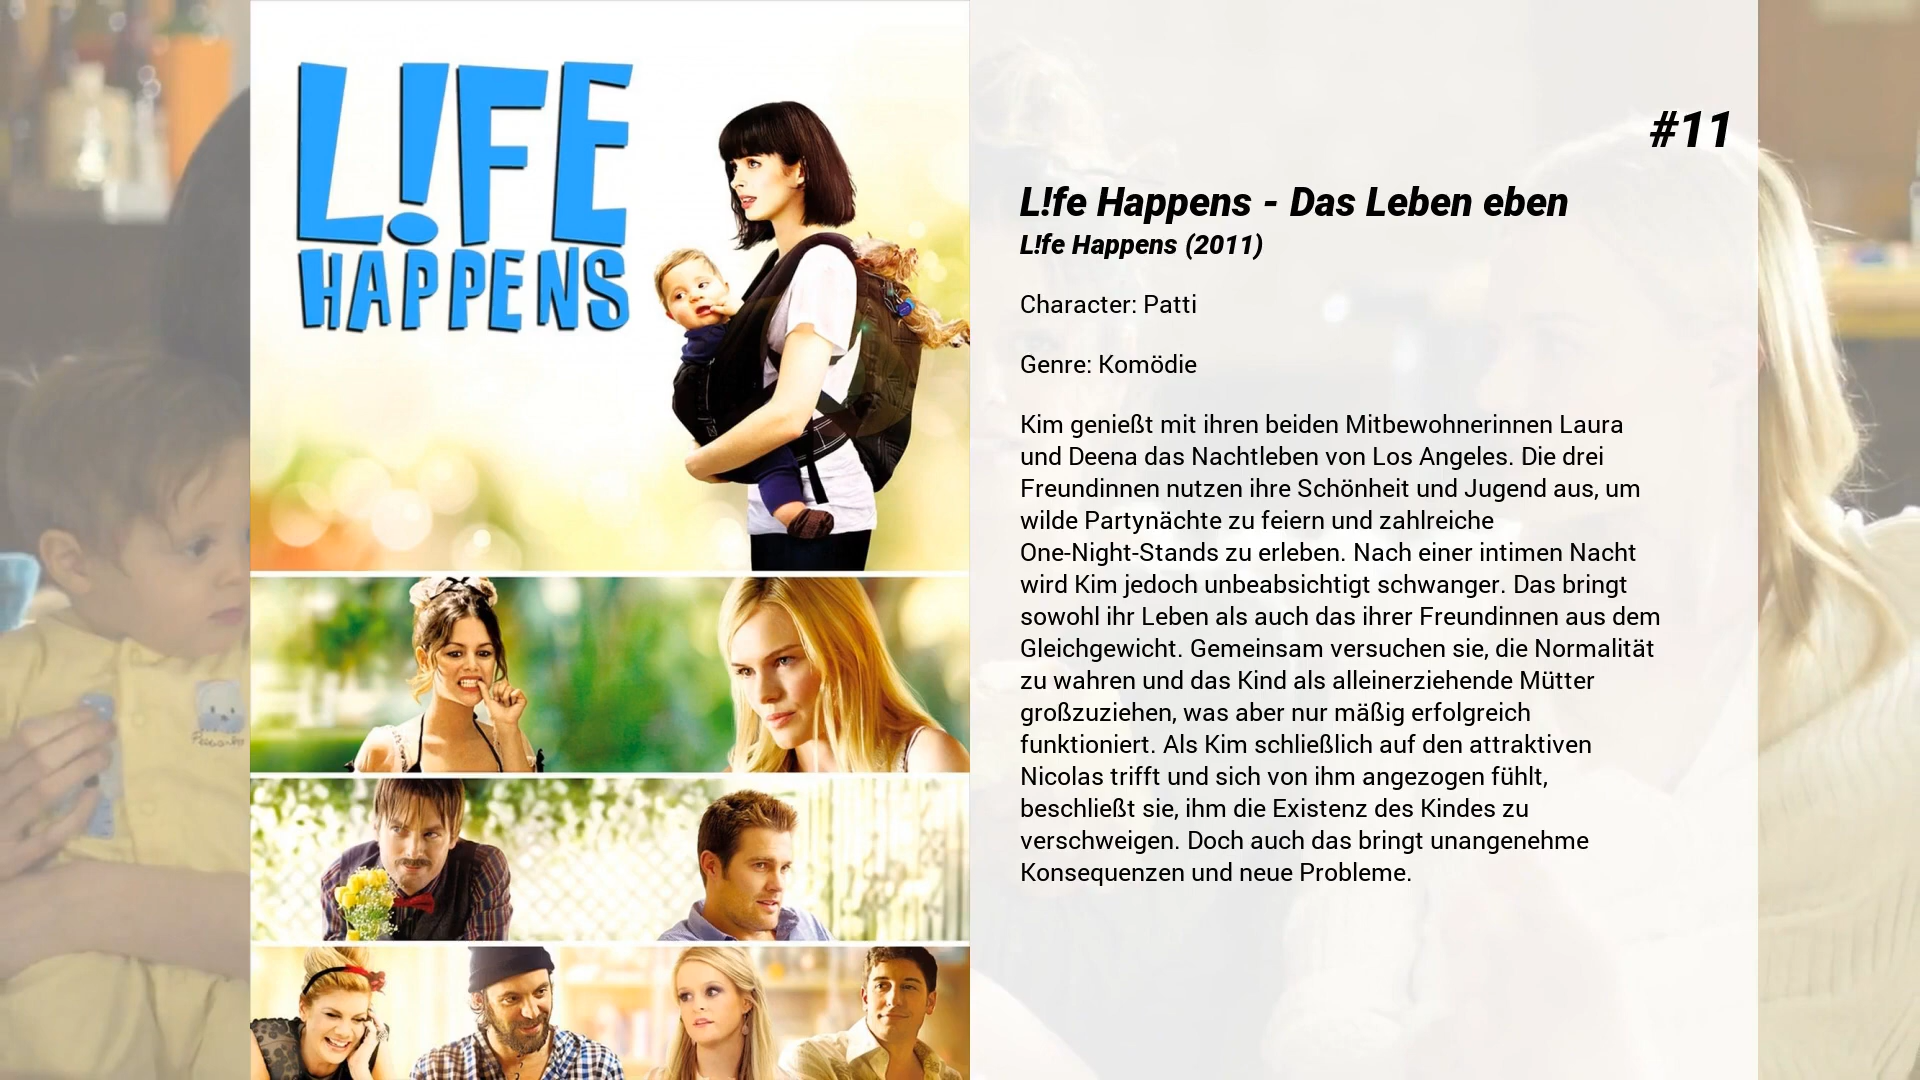 L!FE
HAPPENS
#11
L!fe Happens - Das Leben eben
L!fe Happens (2011)
Character: Patti
Genre: Komödie
Kim genießt mit ihren beiden Mitbewohnerinnen Laura
und Deena das Nachtleben von Los Angeles. Die drei
Freundinnen nutzen ihre Schönheit und Jugend aus, um
wilde Partynächte zu feiern und zahlreiche
One-Night-Stands zu erleben. Nach einer intimen Nacht
wird Kim jedoch unbeabsichtigt schwanger. Das bringt
sowohl ihr Leben als auch das ihrer Freundinnen aus dem
Gleichgewicht. Gemeinsam versuchen sie, die Normalität
zu wahren und das Kind als alleinerziehende Mütter
großzuziehen, was aber nur mäßig erfolgreich
funktioniert. Als Kim schließlich auf den attraktiven
Nicolas trifft und sich von ihm angezogen fühlt,
beschließt sie, ihm die Existenz des Kindes zu
verschweigen. Doch auch das bringt unangenehme
Konsequenzen und neue Probleme.